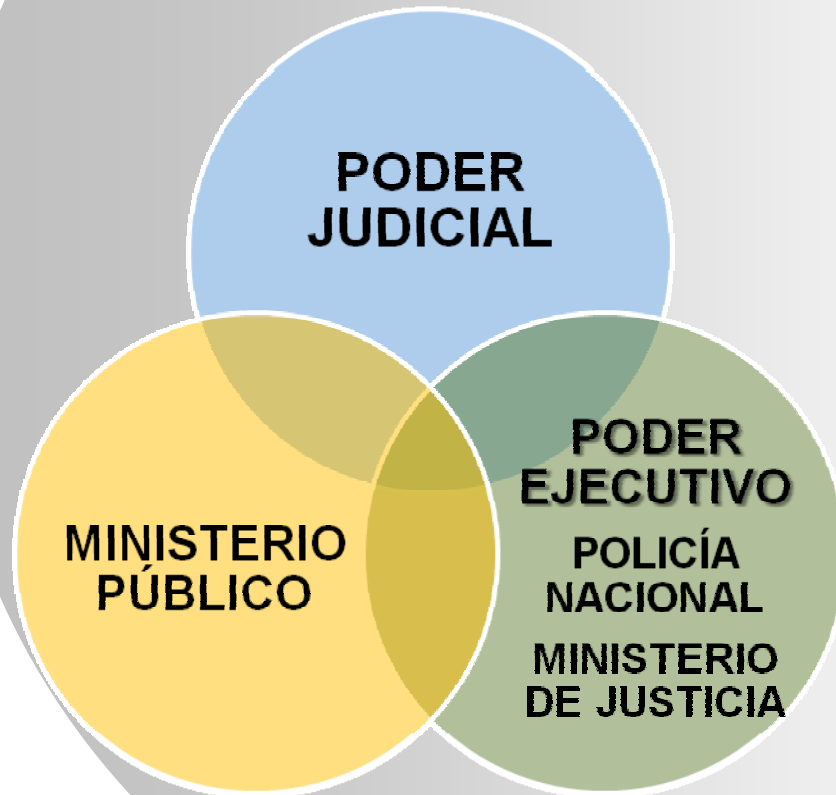 PODER
JUDICIAL
MINISTERIO
PÚBLICO
PODER
EJECUTIVO
POLICÍA
NACIONAL
MINISTERIO
DE JUSTICIA